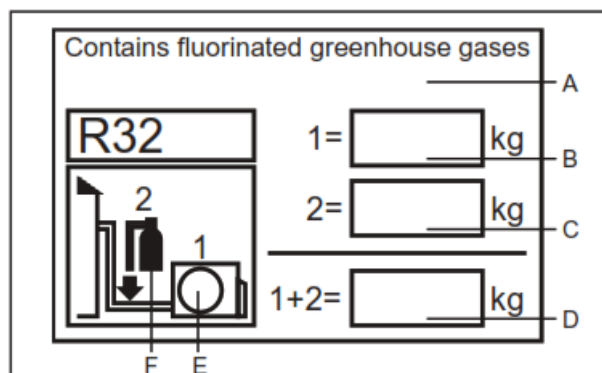 Contains fluorinated greenhouse gases
A
R32
1= kg
B
2= kg
C
2
1
1+2= kg
D
F E